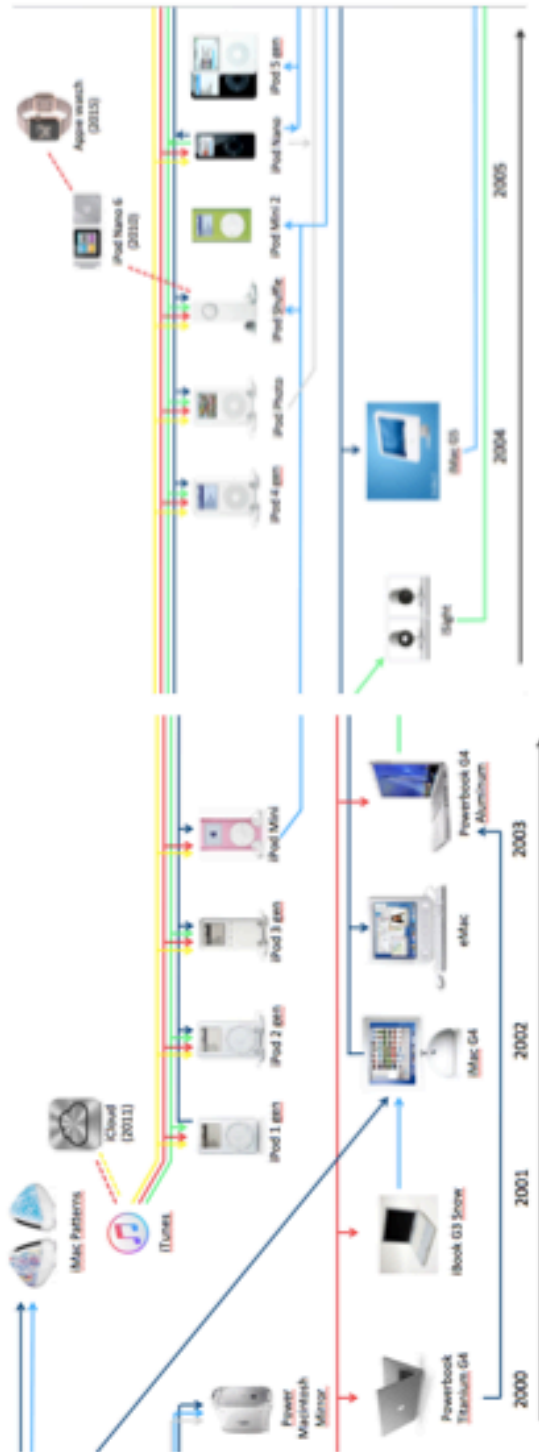 Apple watch
(2015)
iPod Nano 6
(2010)
iPod 4 gen
iPod Photo
iPod Shuffle
iPod Mini 2
iPod Nano
iPod 5 gen
iMac G5
iSight
2004
2005
iMac Patterns
iCloud
(2011)
iTunes
iPod 1 gen
iPod 2 gen
iPod 3 gen
iPod Mini
Power
Macintosh
Mirror
Powerbook
Titanium G4
iBook G3 Snow
iMac G4
eMac
Powerbook G4
Aluminum
2000
2001
2002
2003